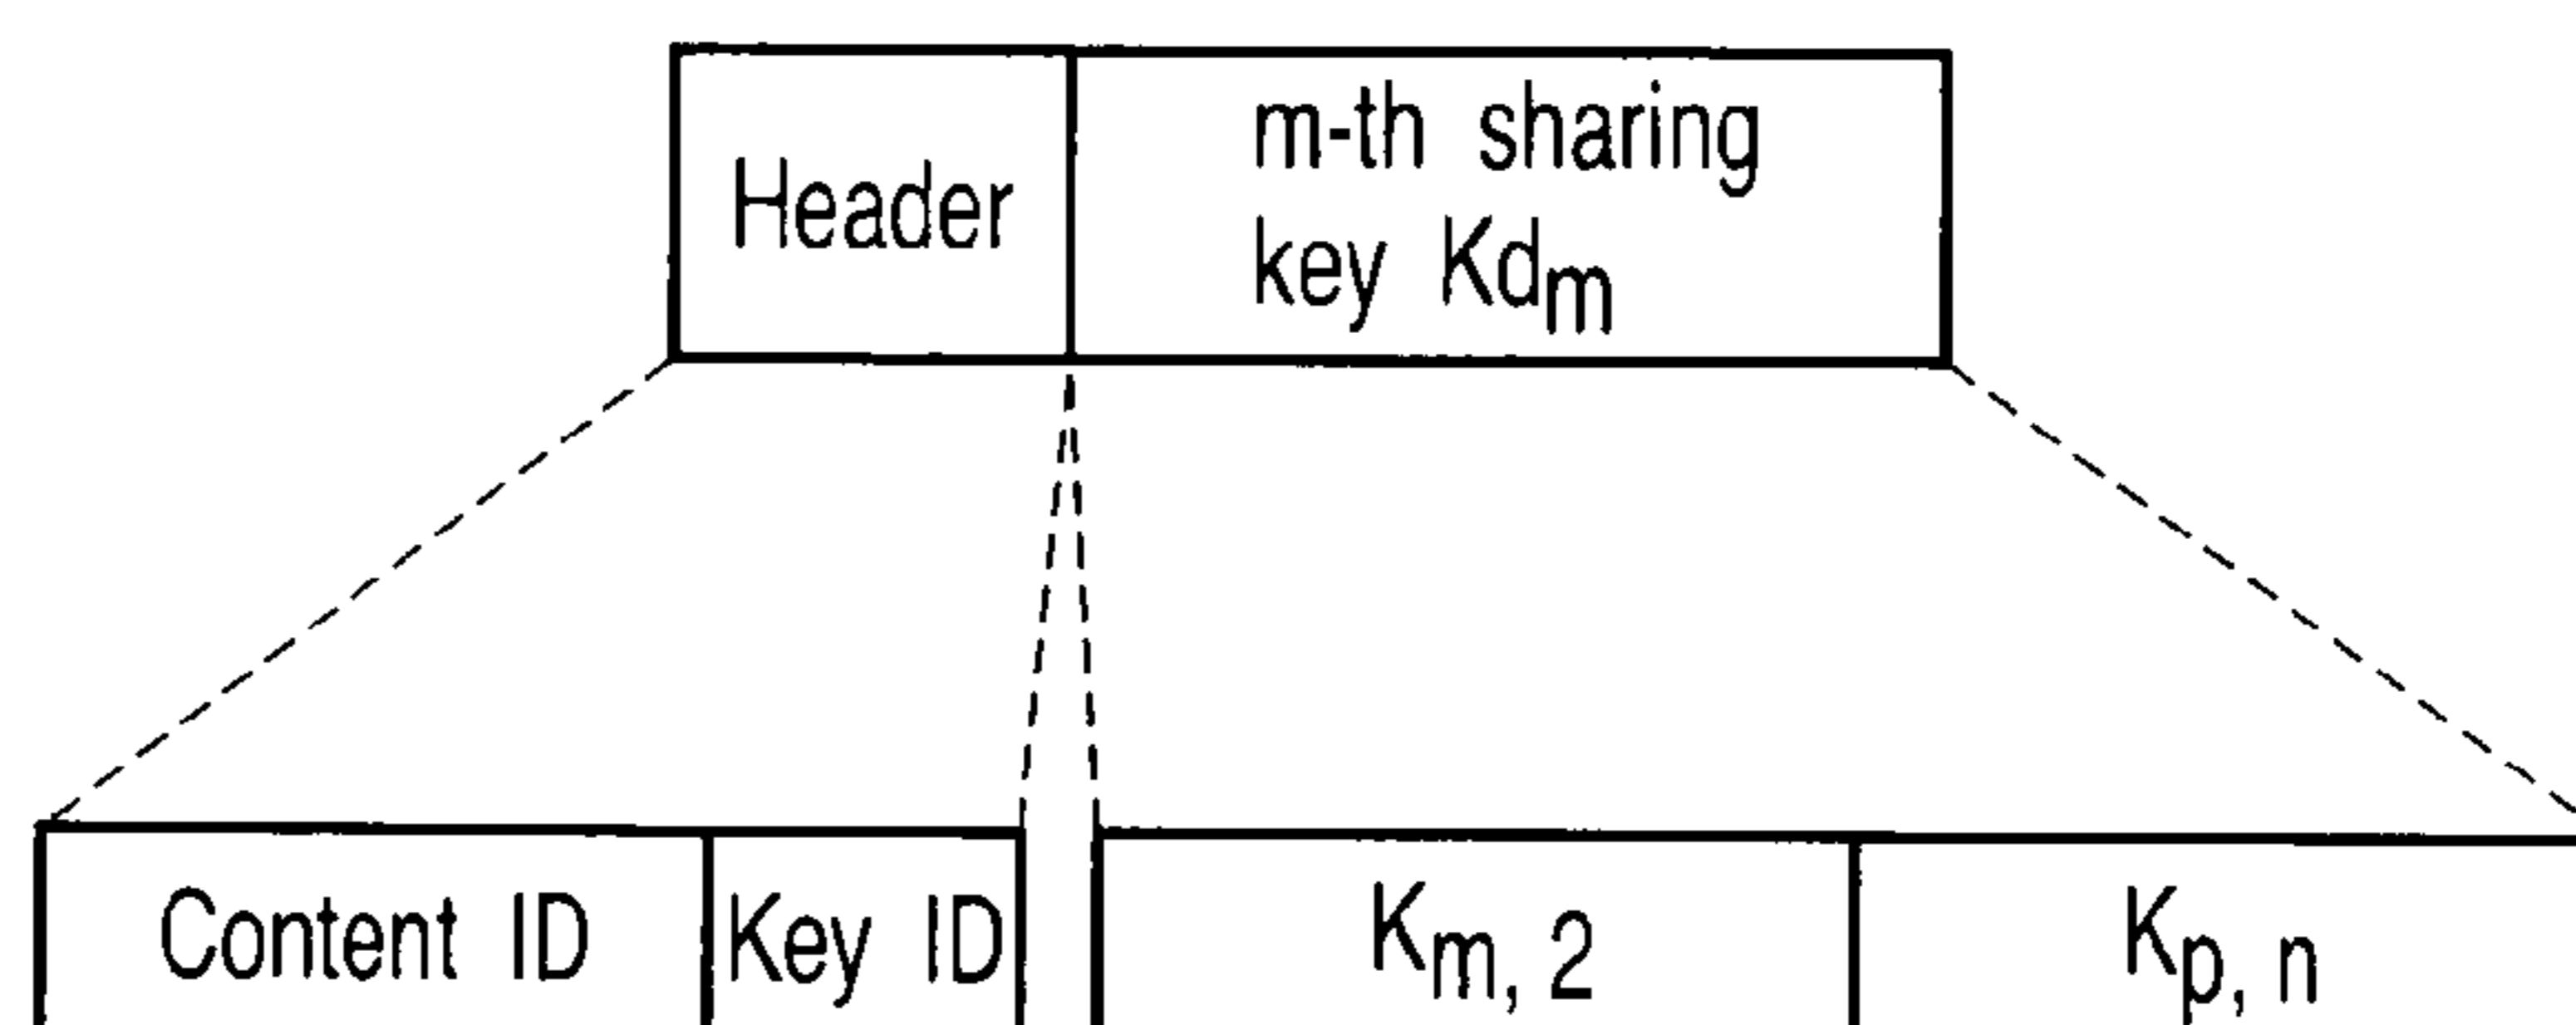 Header
m-th sharing
key Kdm
Content ID
Key ID
Km, 2
Kp, n